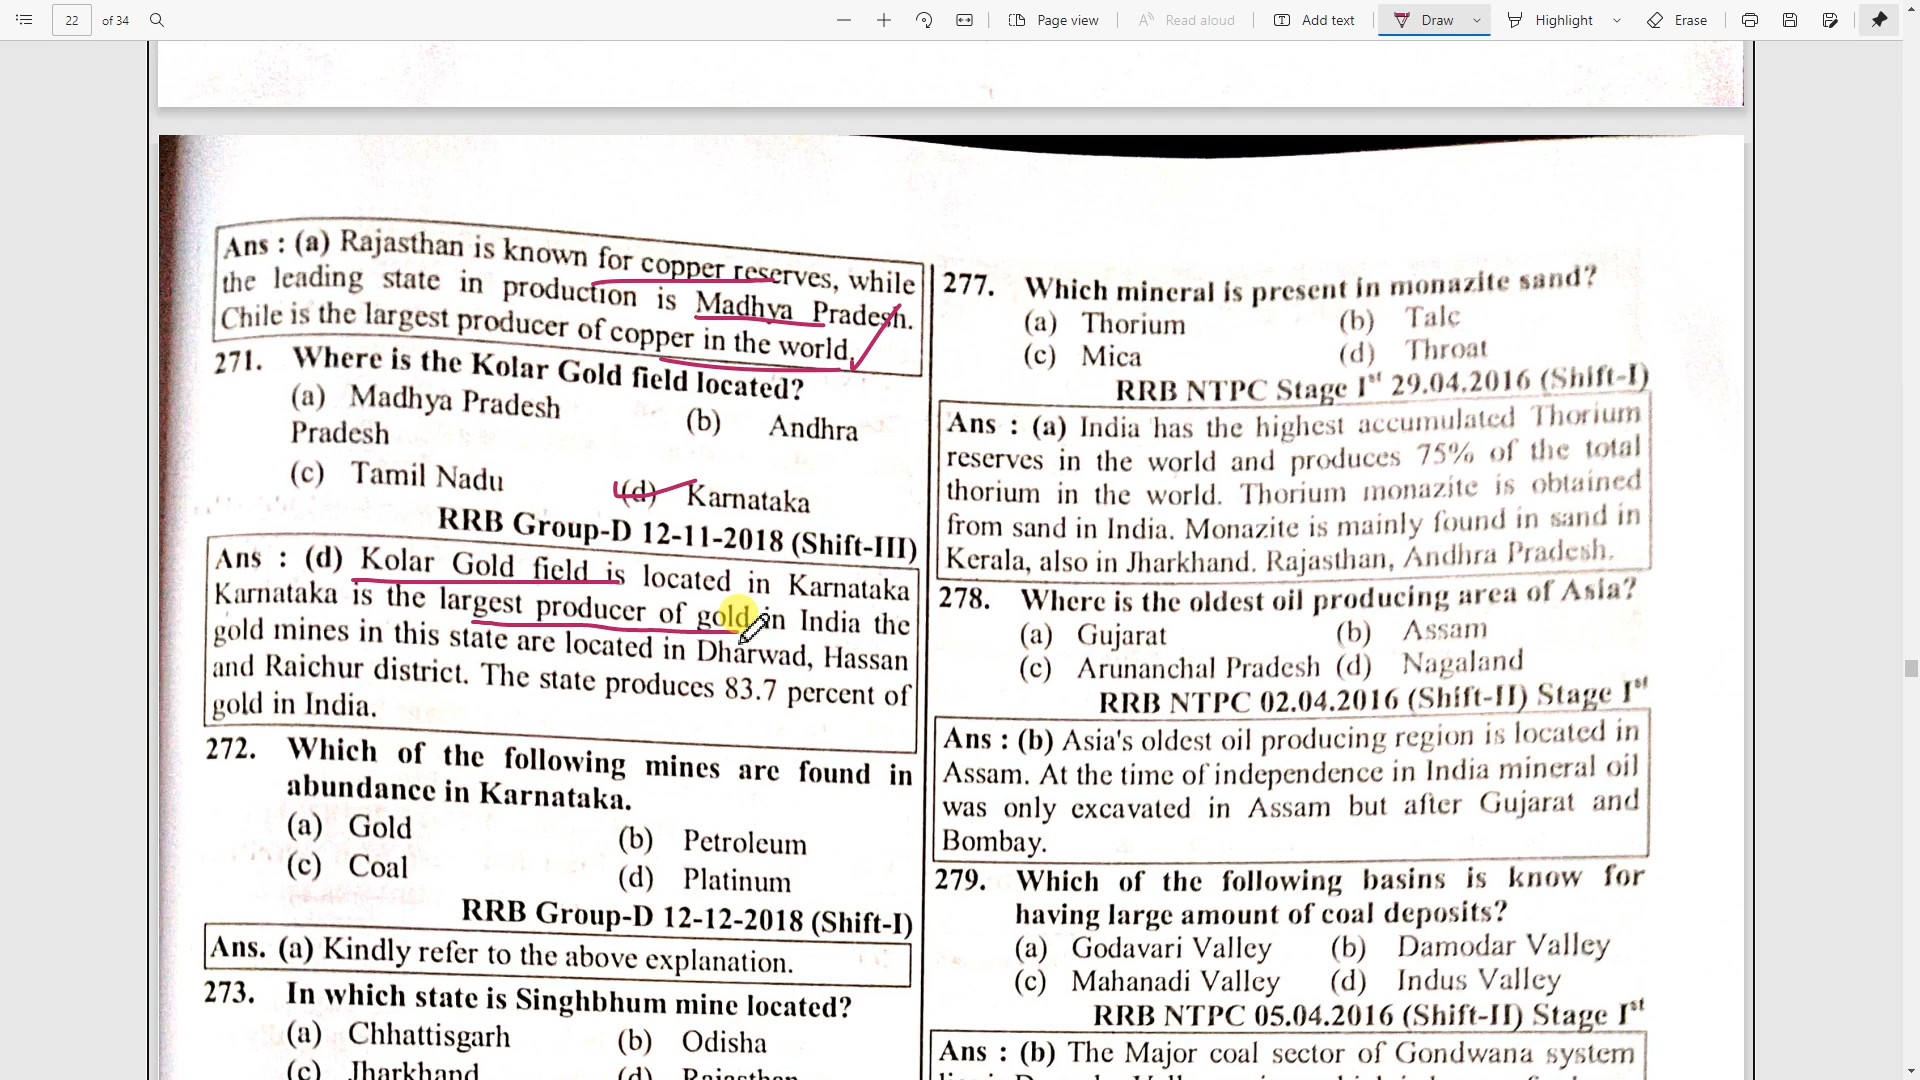 22
of 34
Page view
Read aloud
Add text
Draw
Highlight
Erase
Ans : (a) Rajasthan is known for copper reserves, while
the leading state in production is Madhya Pradesh.
Chile is the largest producer of copper in the world.
271. Where is the Kolar Gold field located?
(a) Madhya Pradesh (b) Andhra
Pradesh
(c) Tamil Nadu (d) Karnataka
RRB Group-D 12-11-2018 (Shift-III)
Ans : (d) Kolar Gold field is located in Karnataka
Karnataka is the largest producer of gold in India the
gold mines in this state are located in Dharwad, Hassan
and Raichur district. The state produces 83.7 percent of
gold in India.
272. Which of the following mines are found in
abundance in Karnataka.
(a) Gold (b) Petroleum
(c) Coal (d) Platinum
RRB Group-D 12-12-2018 (Shift-I)
Ans. (a) Kindly refer to the above explanation.
273. In which state is Singhbhum mine located?
(a) Chhattisgarh (b) Odisha
(c) Jharkhand (d) Rajasthan
277. Which mineral is present in monazite sand?
(a) Thorium (b) Talc
(c) Mica (d) Throat
RRB NTPC Stage Ist 29.04.2016 (Shift-I)
Ans : (a) India has the highest accumulated Thorium
reserves in the world and produces 75% of the total
thorium in the world. Thorium monazite is obtained
from sand in India. Monazite is mainly found in sand in
Kerala, also in Jharkhand. Rajasthan, Andhra Pradesh.
278. Where is the oldest oil producing area of Asia?
(a) Gujarat (b) Assam
(c) Arunanchal Pradesh (d) Nagaland
RRB NTPC 02.04.2016 (Shift-II) Stage Ist
Ans : (b) Asia's oldest oil producing region is located in
Assam. At the time of independence in India mineral oil
was only excavated in Assam but after Gujarat and
Bombay.
279. Which of the following basins is know for
having large amount of coal deposits?
(a) Godavari Valley (b) Damodar Valley
(c) Mahanadi Valley (d) Indus Valley
RRB NTPC 05.04.2016 (Shift-II) Stage Ist
Ans : (b) The Major coal sector of Gondwana system